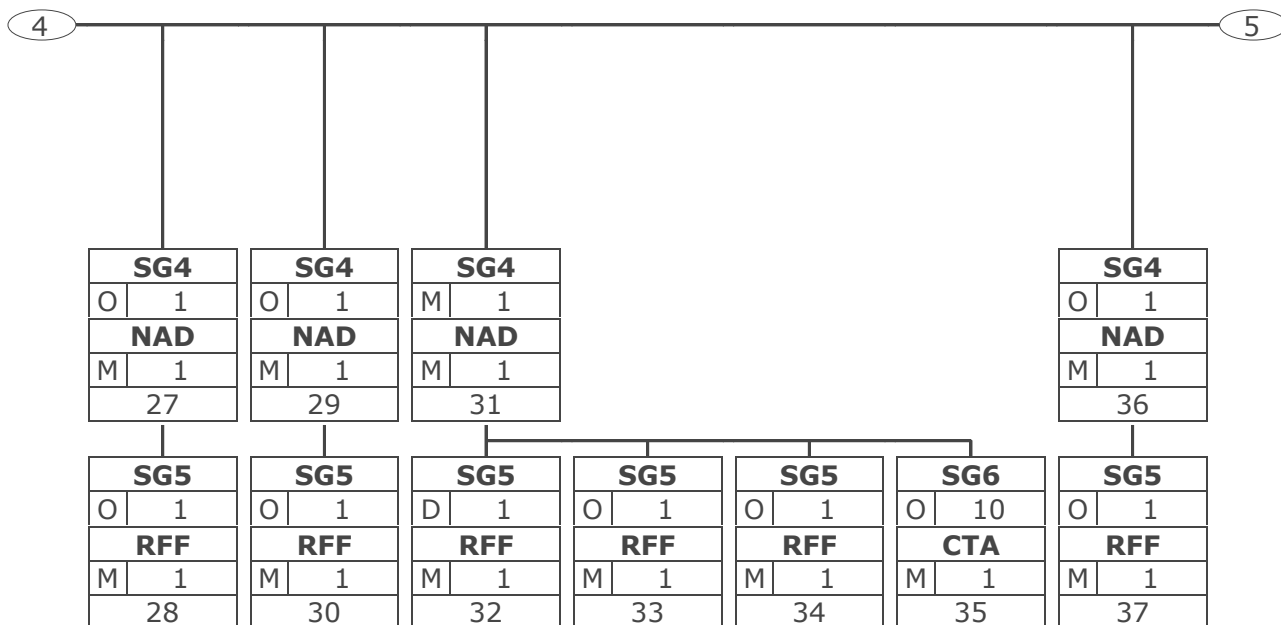 4 5
SG4 SG4 SG4 SG4
O 1 O 1 M 1 O 1
NAD NAD NAD NAD
M 1 M 1 M 1 M 1
27 29 31 36
SG5 SG5 SG5 SG5 SG5 SG6 SG5
O 1 O 1 D 1 O 1 O 1 O 10 O 1
RFF RFF RFF RFF RFF CTA RFF
M 1 M 1 M 1 M 1 M 1 M 1 M 1
28 30 32 33 34 35 37